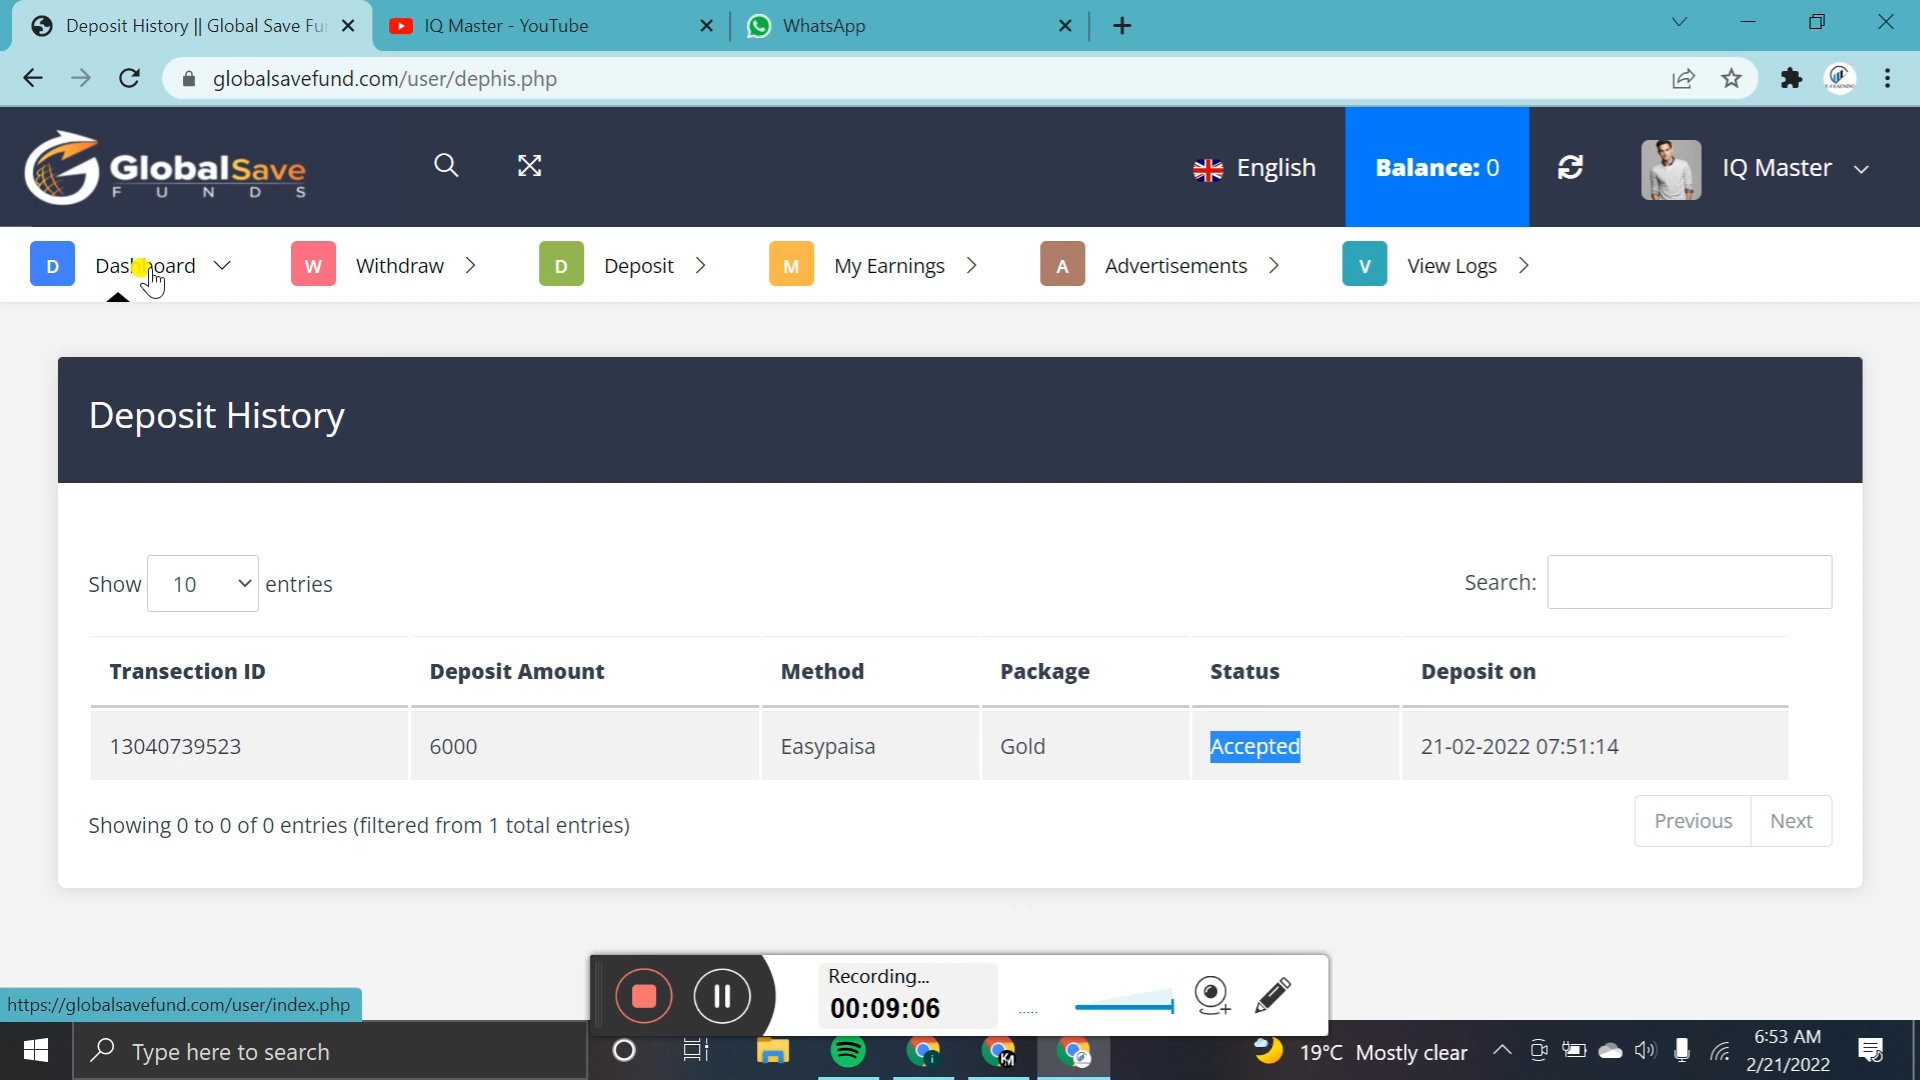 Deposit History || Global Save Fu
IQ Master - YouTube
WhatsApp
globalsavefund.com/user/dephis.php
GlobalSave
FUNDS
English
Balance: 0
IQ Master
D Dashboard
W Withdraw
D Deposit
M My Earnings
A Advertisements
V View Logs
Deposit History
Show 10 entries
Search:
Transection ID Deposit Amount Method Package Status Deposit on
13040739523 6000 Easypaisa Gold Accepted 21-02-2022 07:51:14
Showing 0 to 0 of 0 entries (filtered from 1 total entries)
Previous Next
Recording...
00:09:06
https://globalsavefund.com/user/index.php
Type here to search
19°C Mostly clear
6:53 AM
2/21/2022